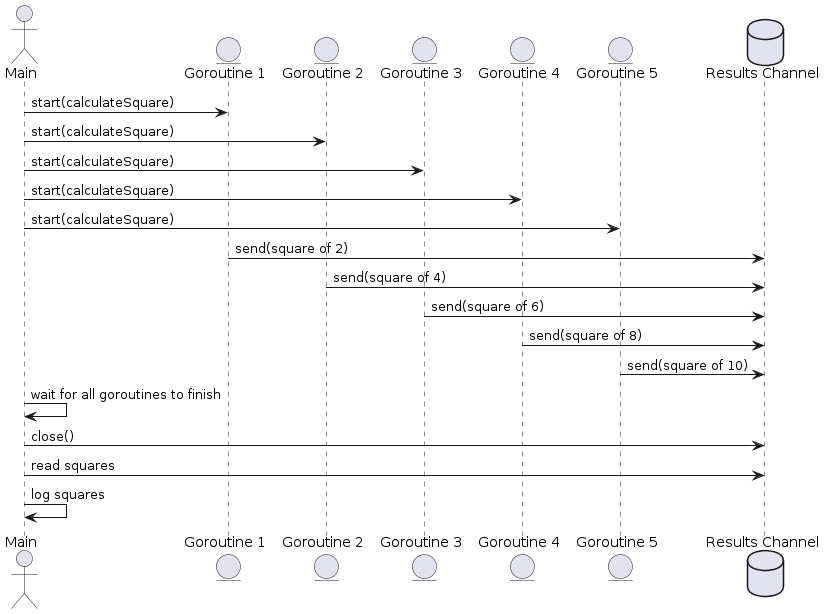 Main
Goroutine 1
Goroutine 2
Goroutine 3
Goroutine 4
Goroutine 5
Results Channel
start(calculateSquare)
start(calculateSquare)
start(calculateSquare)
start(calculateSquare)
start(calculateSquare)
send(square of 2)
send(square of 4)
send(square of 6)
send(square of 8)
send(square of 10)
wait for all goroutines to finish
close()
read squares
log squares
Main
Goroutine 1
Goroutine 2
Goroutine 3
Goroutine 4
Goroutine 5
Results Channel